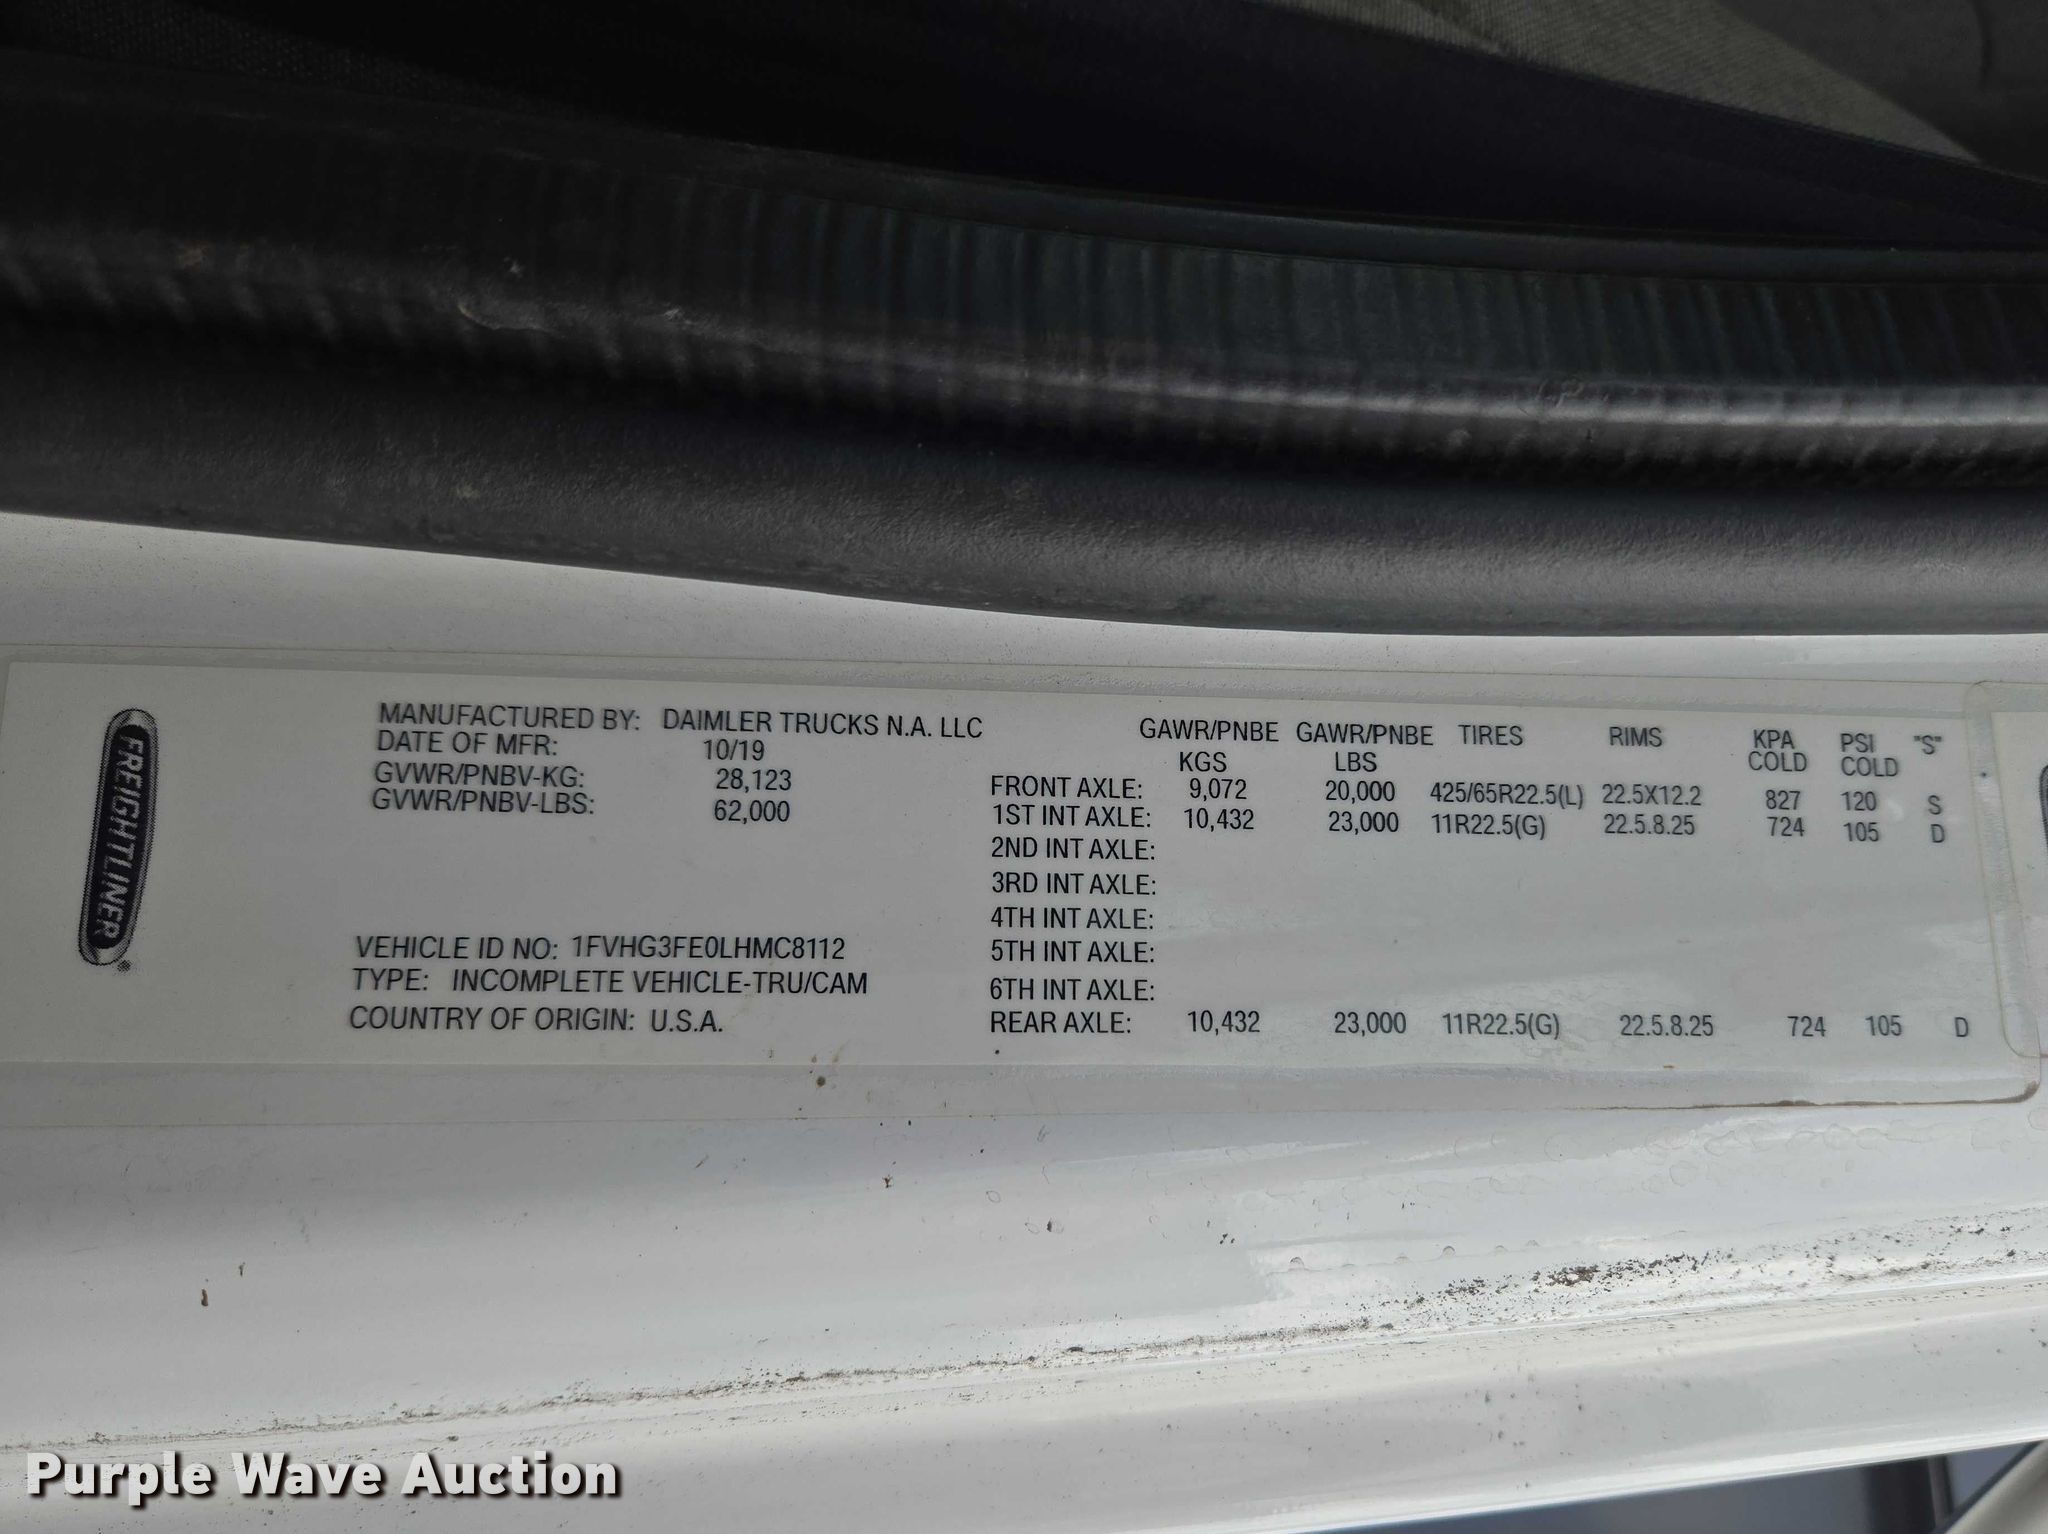 FREIGHTLINER®
MANUFACTURED BY: DAIMLER TRUCKS N.A. LLC
DATE OF MFR: 10/19
GVWR/PNBV-KG: 28,123
GVWR/PNBV-LBS: 62,000
VEHICLE ID NO: 1FVHG3FE0LHMC8112
TYPE: INCOMPLETE VEHICLE-TRU/CAM
COUNTRY OF ORIGIN: U.S.A.
GAWR/PNBE GAWR/PNBE TIRES RIMS KPA PSI "S"
KGS LBS COLD COLD
FRONT AXLE: 9,072 20,000 425/65R22.5(L) 22.5X12.2 827 120 S
1ST INT AXLE: 10,432 23,000 11R22.5(G) 22.5.8.25 724 105 D
2ND INT AXLE:
3RD INT AXLE:
4TH INT AXLE:
5TH INT AXLE:
6TH INT AXLE:
REAR AXLE: 10,432 23,000 11R22.5(G) 22.5.8.25 724 105 D
Purple Wave Auction